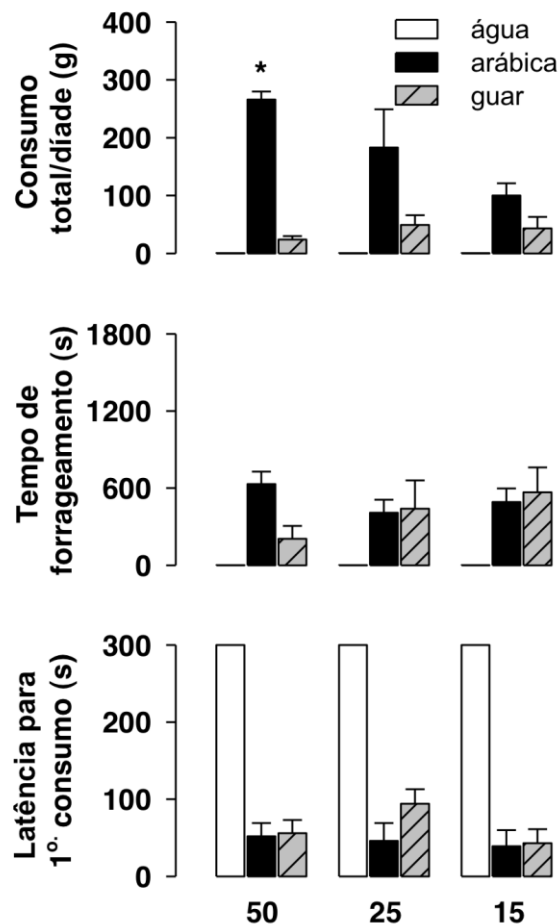 água
arábica
guar
Consumo
total/díade (g)
400
300
200
100
0
*
Tempo de
forrageamento (s)
1800
1200
600
0
Latência para
1º. consumo (s)
300
200
100
0
50 25 15